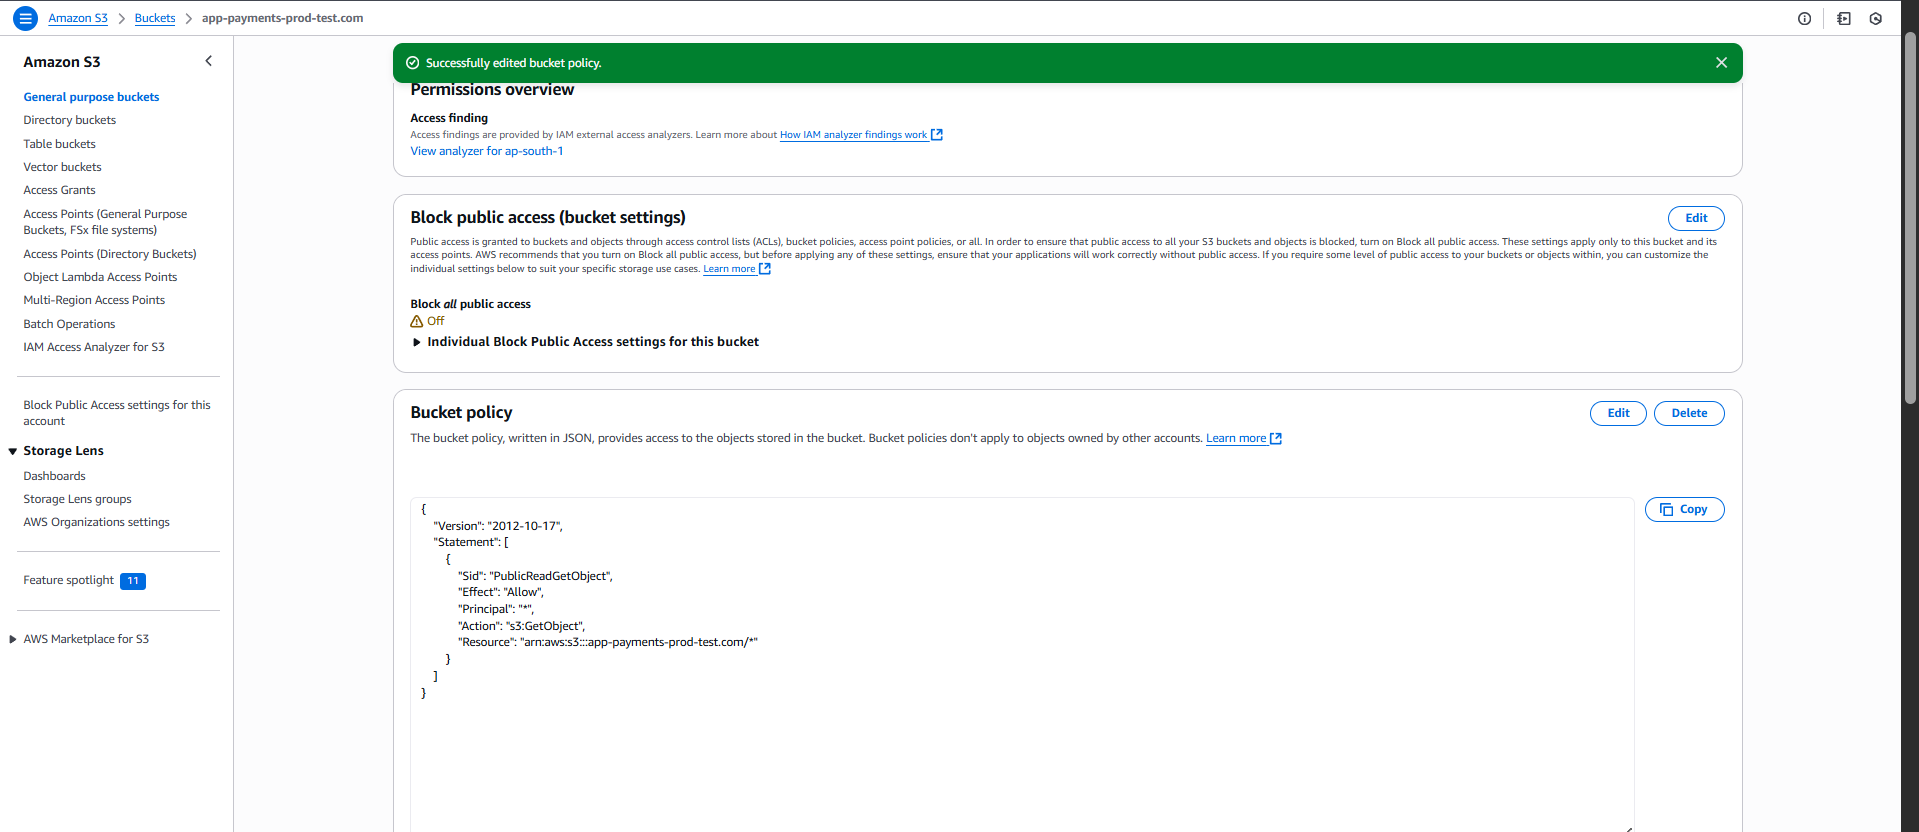 Amazon S3 > Buckets > app-payments-prod-test.com
Amazon S3
General purpose buckets
Directory buckets
Table buckets
Vector buckets
Access Grants
Access Points (General Purpose
Buckets, FSx file systems)
Access Points (Directory Buckets)
Object Lambda Access Points
Multi-Region Access Points
Batch Operations
IAM Access Analyzer for S3
Block Public Access settings for this
account
Storage Lens
Dashboards
Storage Lens groups
AWS Organizations settings
Feature spotlight 11
AWS Marketplace for S3
Successfully edited bucket policy.
Permissions overview
Access finding
Access findings are provided by IAM external access analyzers. Learn more about How IAM analyzer findings work
View analyzer for ap-south-1
Block public access (bucket settings)
Edit
Public access is granted to buckets and objects through access control lists (ACLs), bucket policies, access point policies, or all. In order to ensure that public access to all your S3 buckets and objects is blocked, turn on Block all public access. These settings apply only to this bucket and its
access points. AWS recommends that you turn on Block all public access, but before applying any of these settings, ensure that your applications will work correctly without public access. If you require some level of public access to your buckets or objects within, you can customize the
individual settings below to suit your specific storage use cases. Learn more
Block all public access
Off
Individual Block Public Access settings for this bucket
Bucket policy
Edit
Delete
The bucket policy, written in JSON, provides access to the objects stored in the bucket. Bucket policies don't apply to objects owned by other accounts. Learn more
Copy
{
"Version": "2012-10-17",
"Statement": [
{
"Sid": "PublicReadGetObject",
"Effect": "Allow",
"Principal": "*",
"Action": "s3:GetObject",
"Resource": "arn:aws:s3:::app-payments-prod-test.com/*"
}
]
}